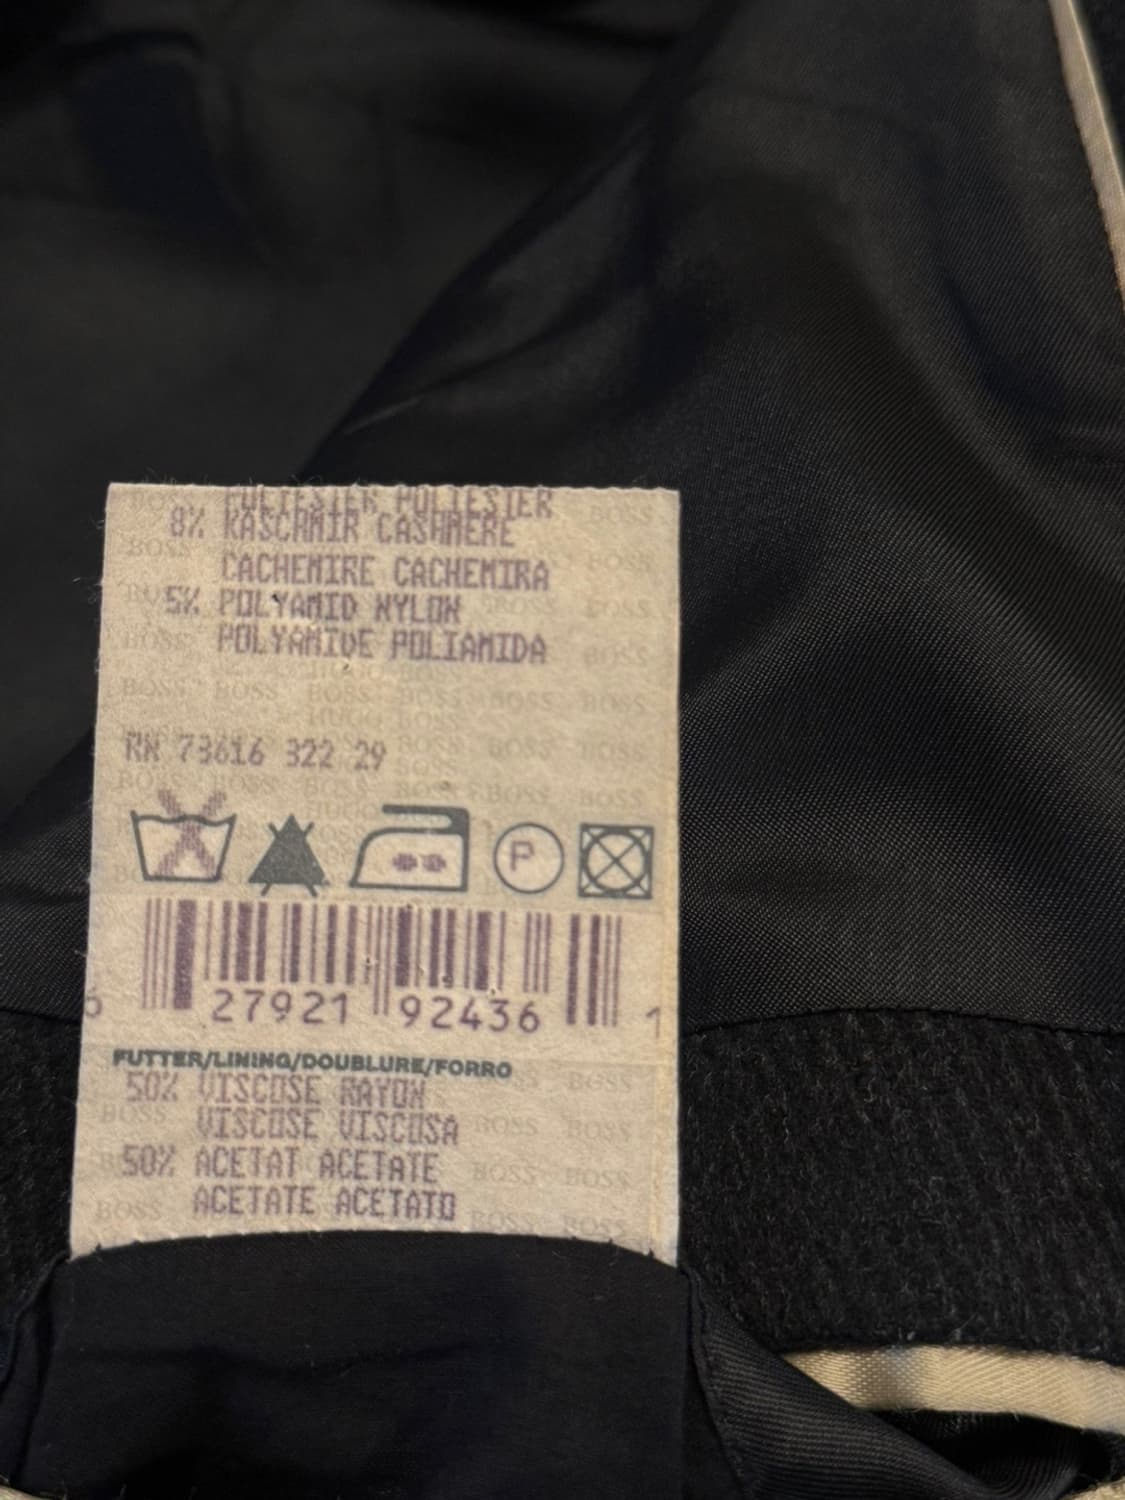 POLYESTER POLIESTER
8% KASCHMIR CASHMERE
CACHEMIRE CACHEMIRA
5% POLYAMID NYLON
POLYAMIDE POLIAMIDA
RN 73616 322 29
P
27921 92436 1
FUTTER/LINING/DOUBLURE/FORRO
50% VISCOSE RAYON
VISCOSE VISCOSA
50% ACETAT ACETATE
ACETATE ACETATO